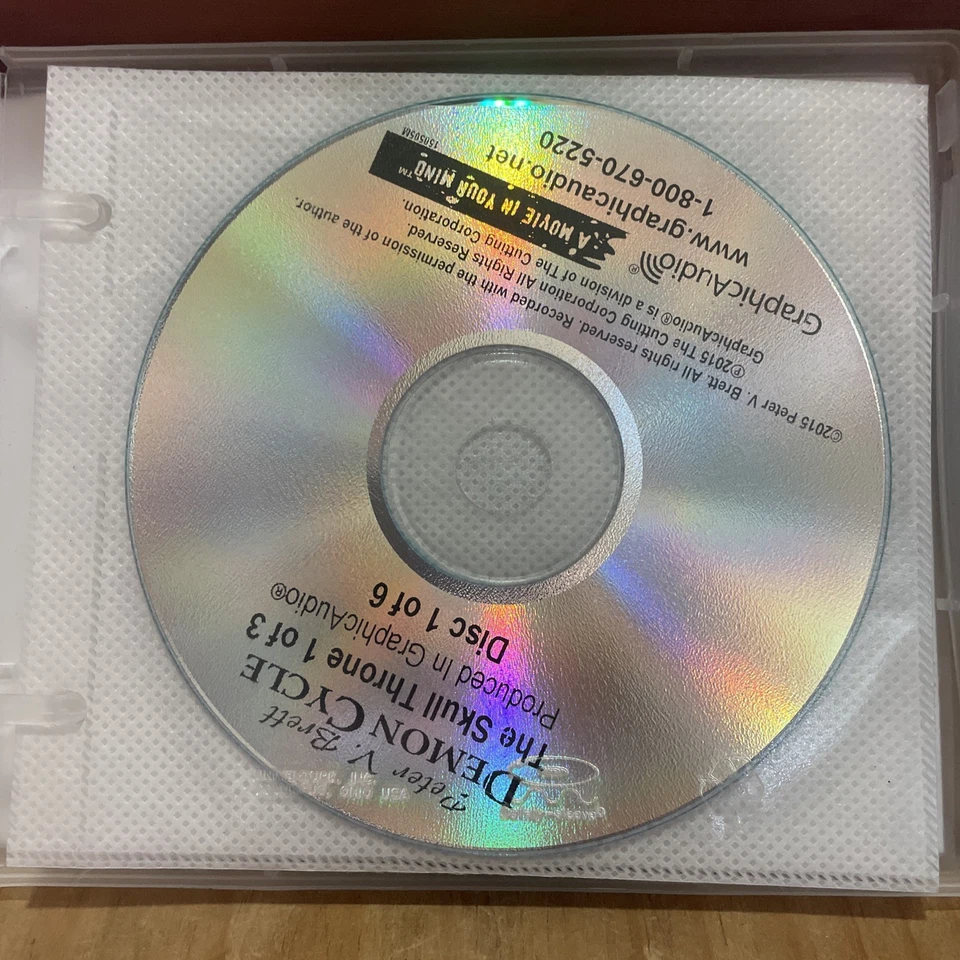 Peter V. Brett
DEMON CYCLE
The Skull Throne 1 of 3
Produced In GraphicAudio®
Disc 1 of 6
©2015 Peter V. Brett. All rights reserved. Recorded with the permission of the author.
℗2015 The Cutting Corporation All Rights Reserved.
GraphicAudio® is a division of The Cutting Corporation.
GraphicAudio®
A MOVIE IN YOUR MIND™
www.graphicaudio.net
1-800-670-5220
150505M